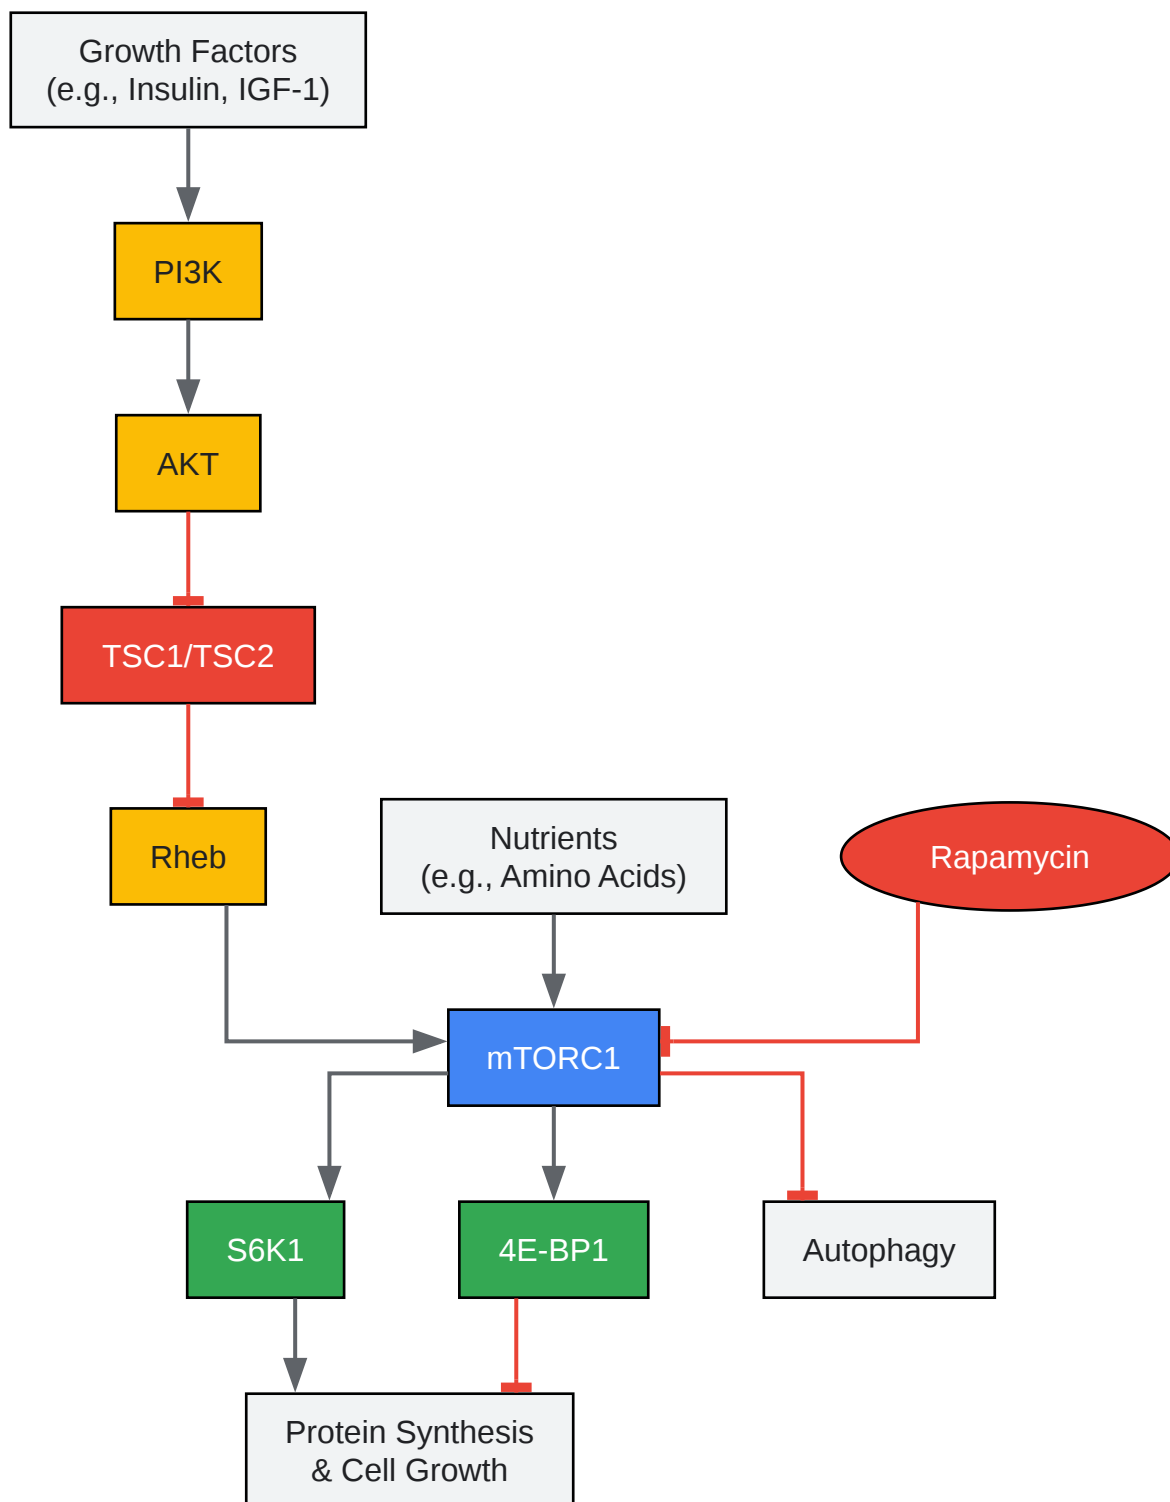 Growth Factors
(e.g., Insulin, IGF-1)
PI3K
AKT
TSC1/TSC2
Rheb
Nutrients
(e.g., Amino Acids)
Rapamycin
mTORC1
S6K1
4E-BP1
Autophagy
Protein Synthesis
& Cell Growth